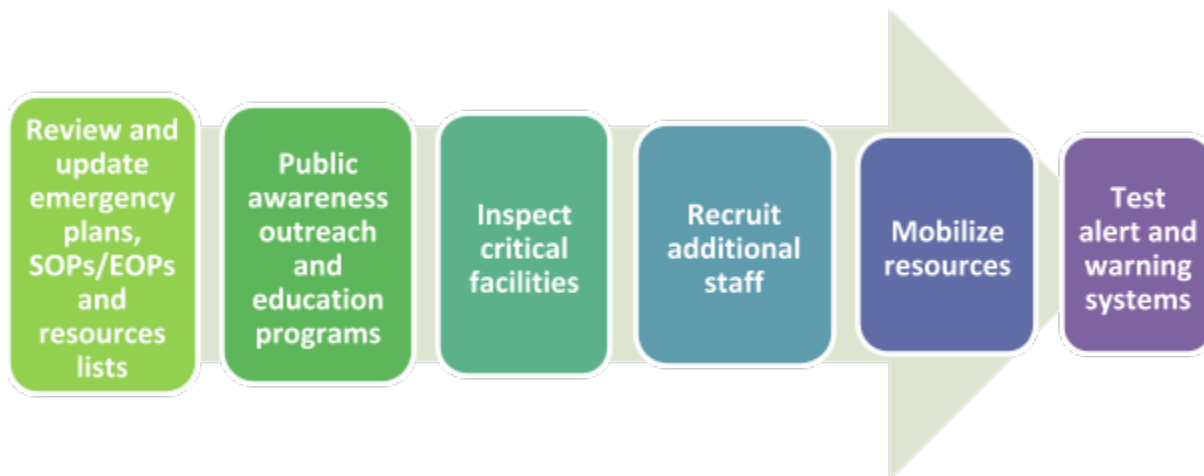 Review and
update
emergency
plans,
SOPs/EOPs
and
resources
lists
Public
awareness
outreach
and
education
programs
Inspect
critical
facilities
Recruit
additional
staff
Mobilize
resources
Test
alert and
warning
systems